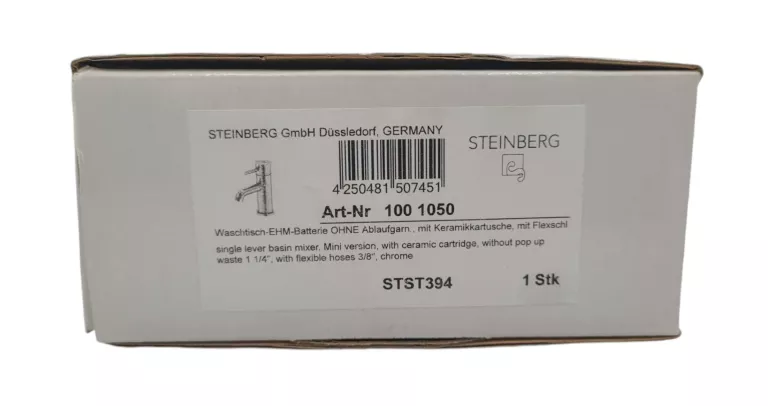 STEINBERG GmbH Düssledorf, GERMANY
STEINBERG
4 250481 507451
Art-Nr 100 1050
Waschtisch-EHM-Batterie OHNE Ablaufgarn., mit Keramikkartusche, mit Flexschl
single lever basin mixer, Mini version, with ceramic cartridge, without pop up
waste 1 1/4", with flexible hoses 3/8", chrome
STST394 1 Stk